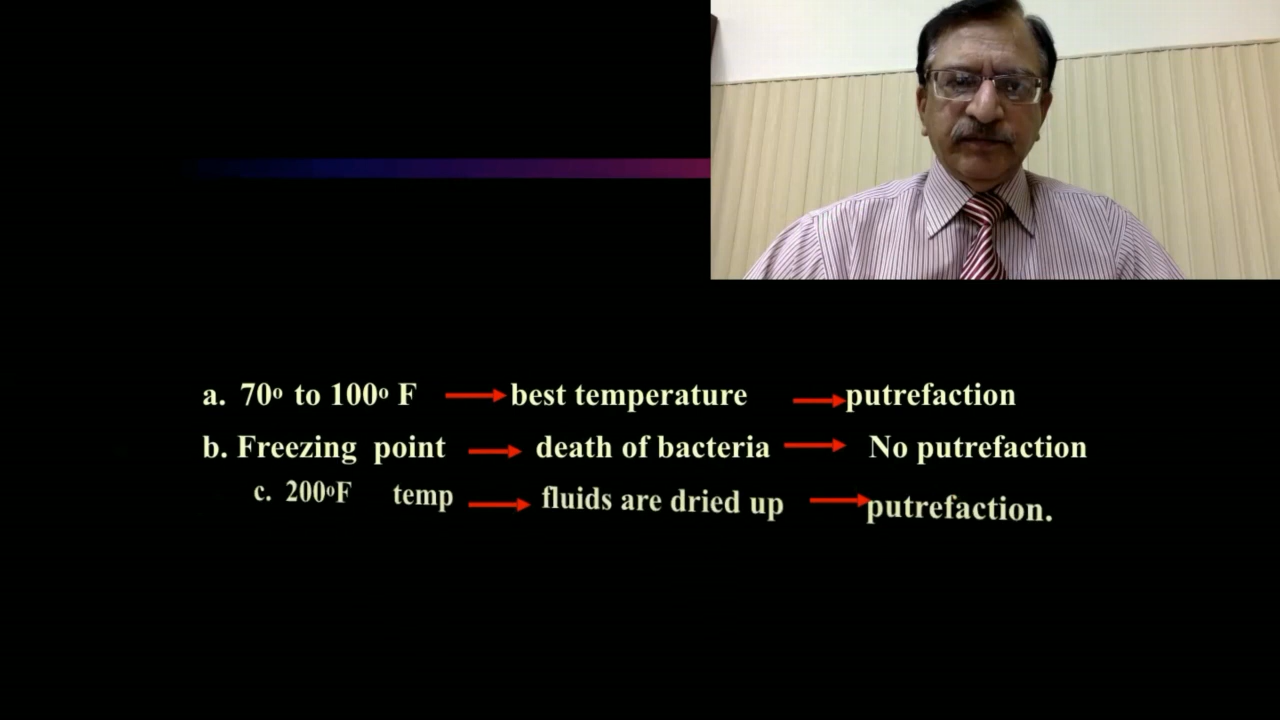 a. 70º to 100º F best temperature putrefaction
b. Freezing point death of bacteria No putrefaction
c. 200ºF temp fluids are dried up putrefaction.